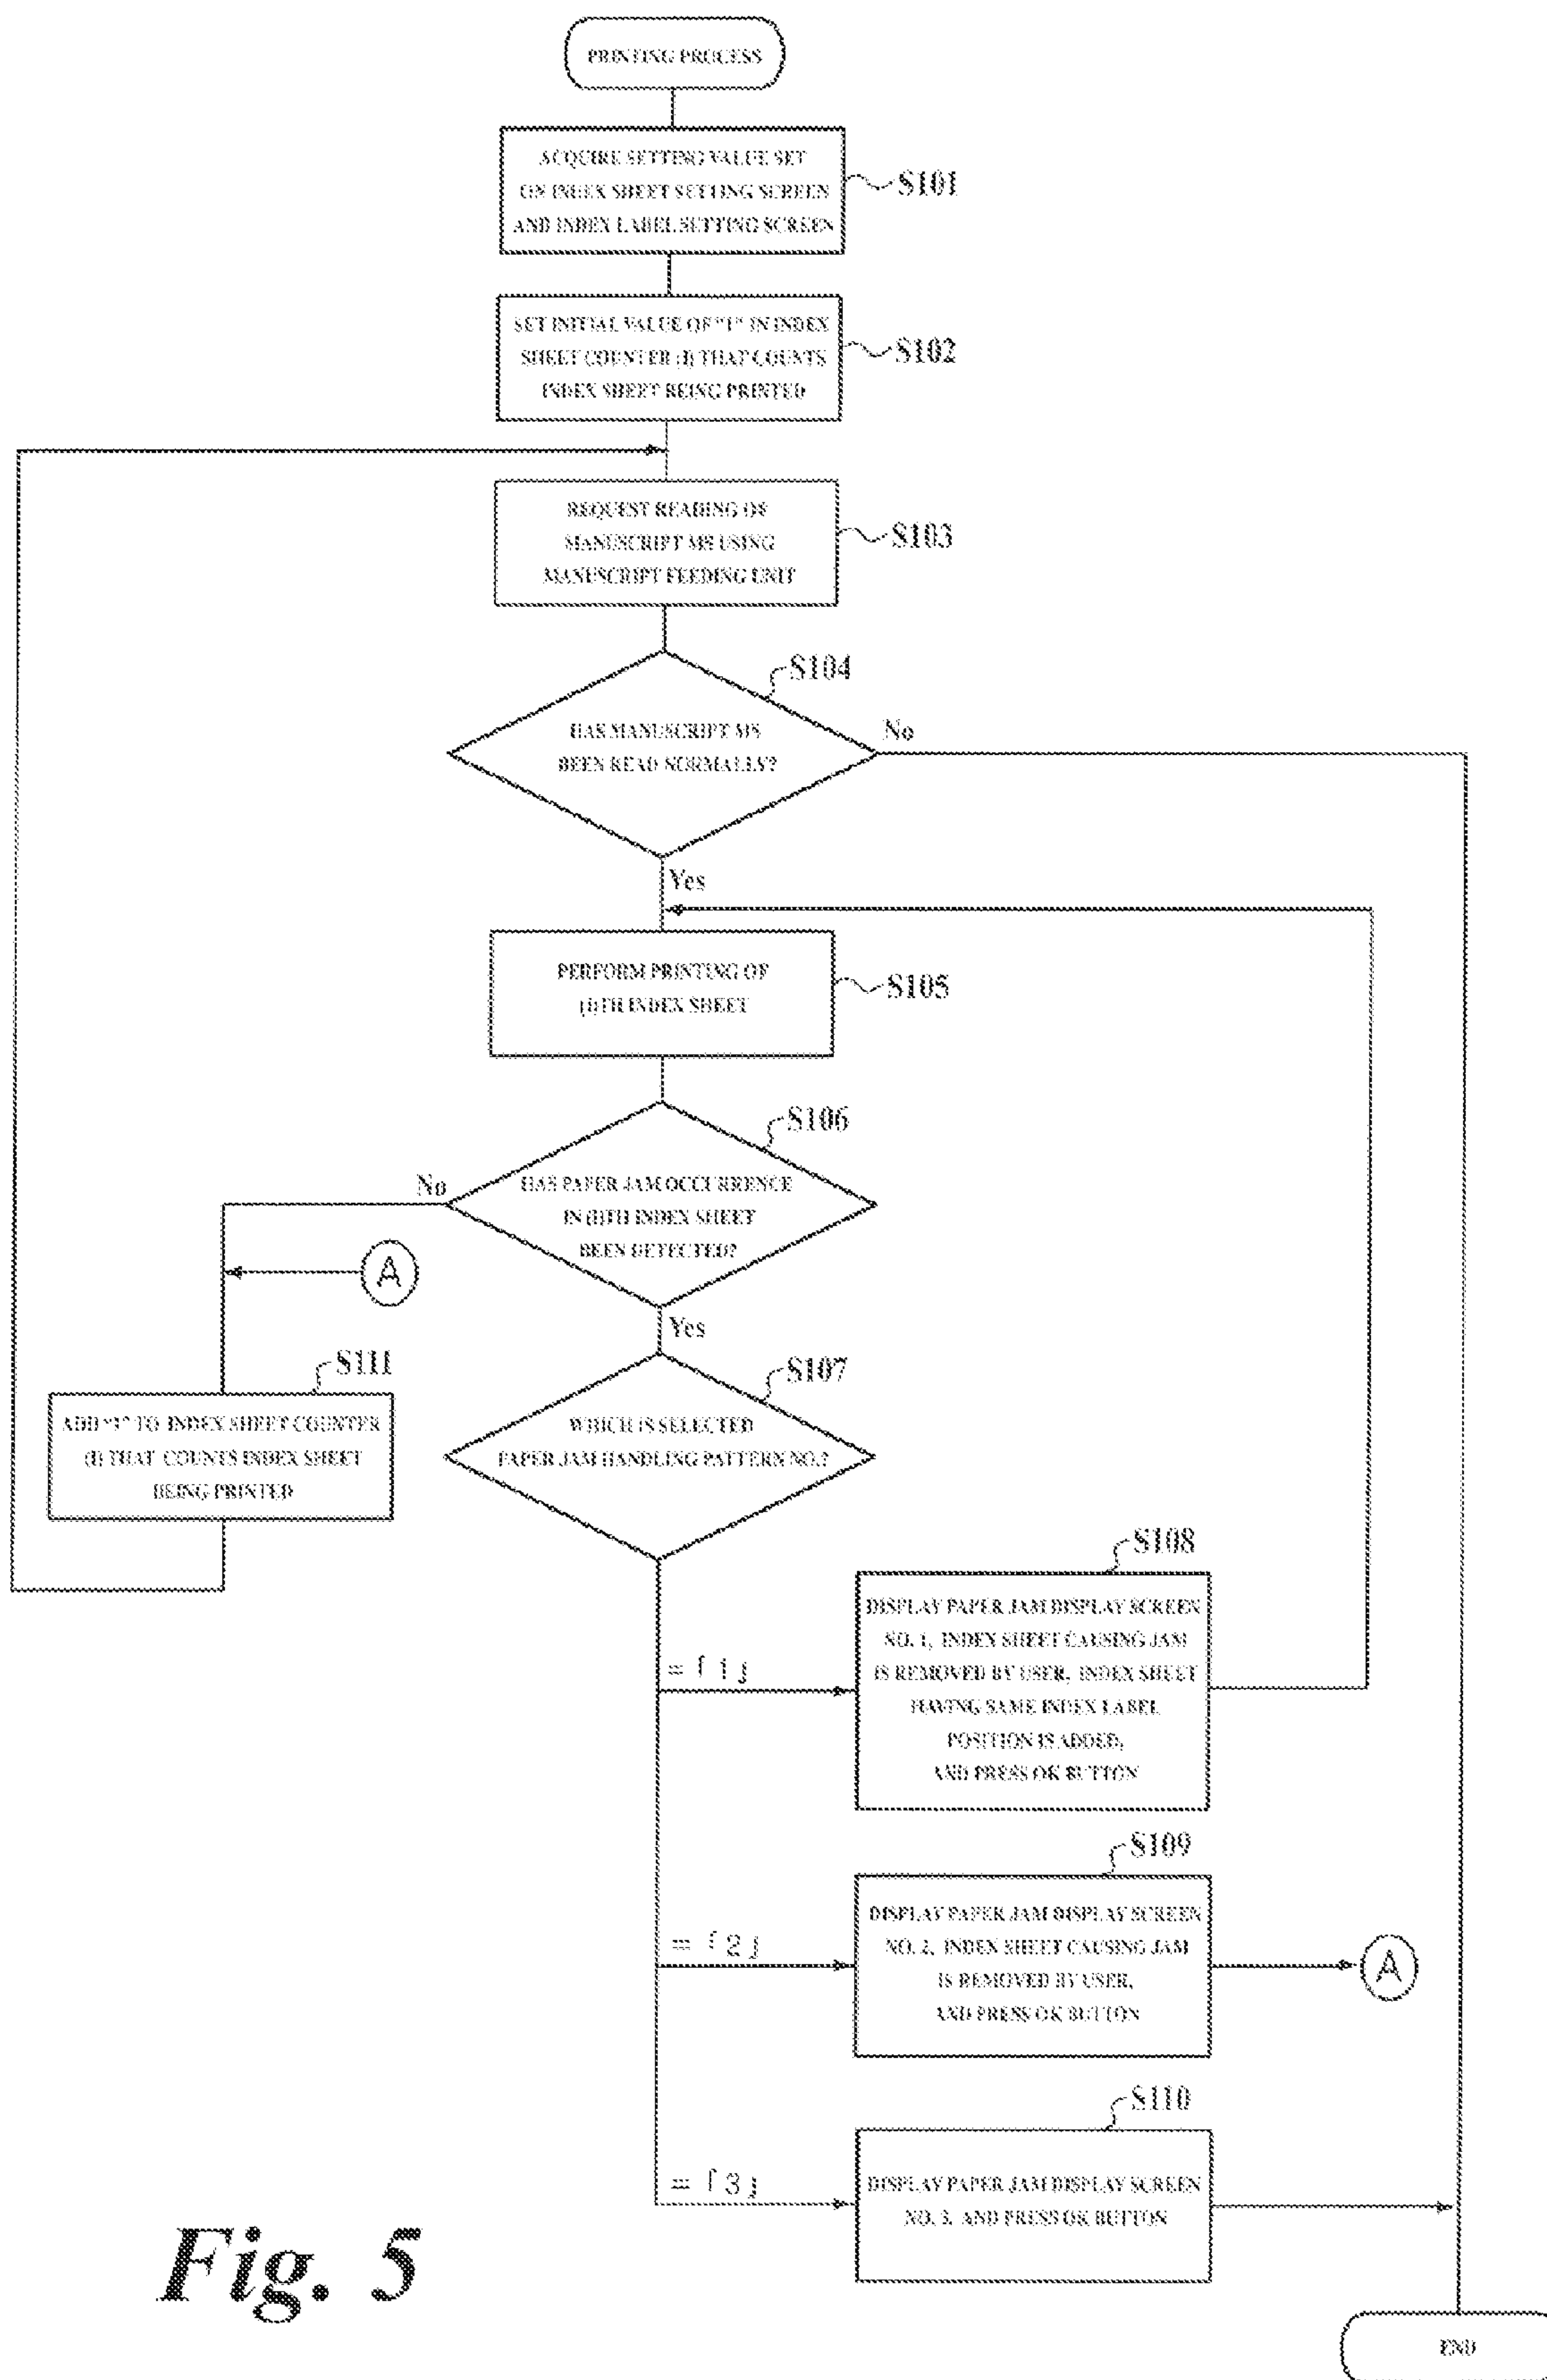 PRINTING PROCESS
ACQUIRE SETTING VALUE SET
ON INDEX SHEET SETTING SCREEN
AND INDEX LABEL SETTING SCREEN
S101
SET INITIAL VALUE OF "1" IN INDEX
SHEET COUNTER (I) THAT COUNTS
INDEX SHEET BEING PRINTED
S102
REQUEST READING OF
MANUSCRIPT MS USING
MANUSCRIPT FEEDING UNIT
S103
S104
HAS MANUSCRIPT MS
BEEN READ NORMALLY?
No
Yes
PERFORM PRINTING OF
(I)TH INDEX SHEET
S105
S106
HAS PAPER JAM OCCURRENCE
IN (I)TH INDEX SHEET
BEEN DETECTED?
No
A
Yes
S111
ADD "1" TO INDEX SHEET COUNTER
(I) THAT COUNTS INDEX SHEET
BEING PRINTED
S107
WHICH IS SELECTED
PAPER JAM HANDLING PATTERN NO.?
S108
=「1」
DISPLAY PAPER JAM DISPLAY SCREEN
NO. 1, INDEX SHEET CAUSING JAM
IS REMOVED BY USER, INDEX SHEET
HAVING SAME INDEX LABEL
POSITION IS ADDED,
AND PRESS OK BUTTON
S109
=「2」
DISPLAY PAPER JAM DISPLAY SCREEN
NO. 2, INDEX SHEET CAUSING JAM
IS REMOVED BY USER,
AND PRESS OK BUTTON
A
S110
=「3」
DISPLAY PAPER JAM DISPLAY SCREEN
NO. 3, AND PRESS OK BUTTON
Fig. 5
END